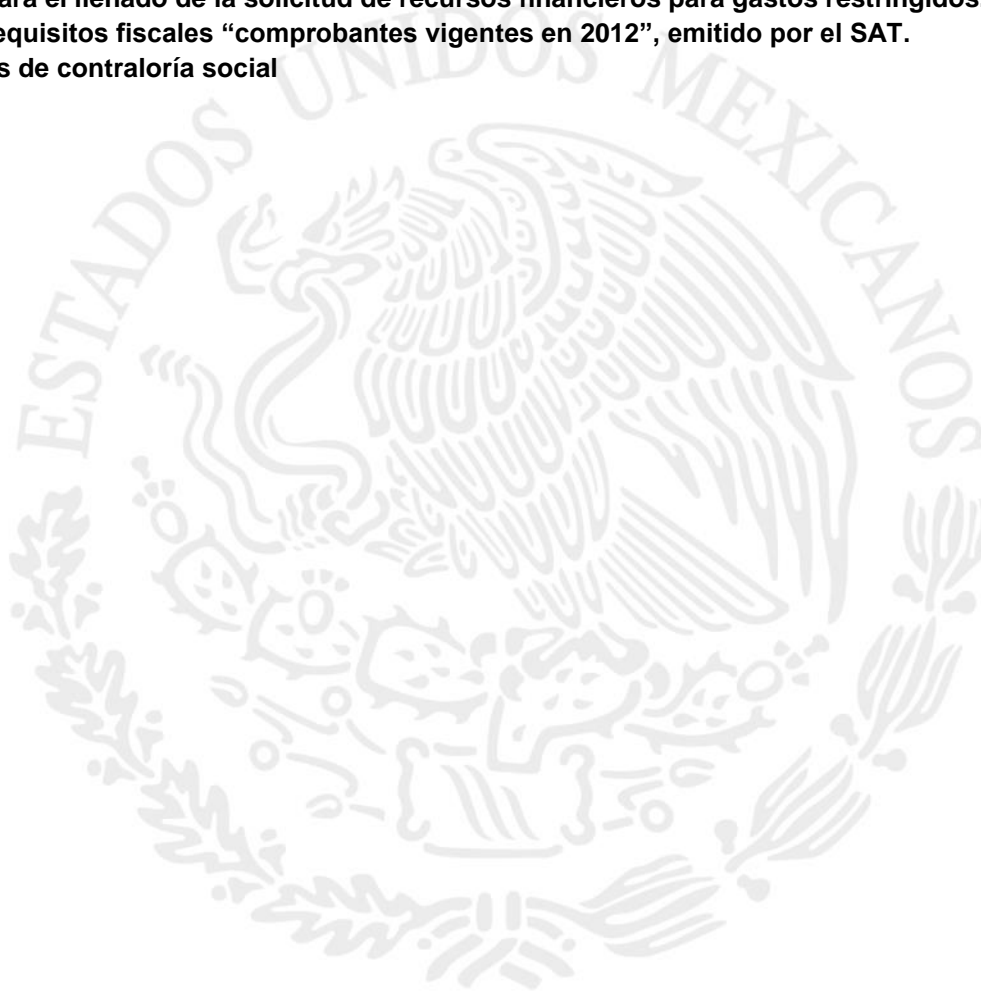 ara el llenado de la solicitud de recursos financieros para gastos restringidos
equisitos fiscales “comprobantes vigentes en 2012”, emitido por el SAT.
s de contraloría social
ESTADOS UNIDOS MEXICANOS